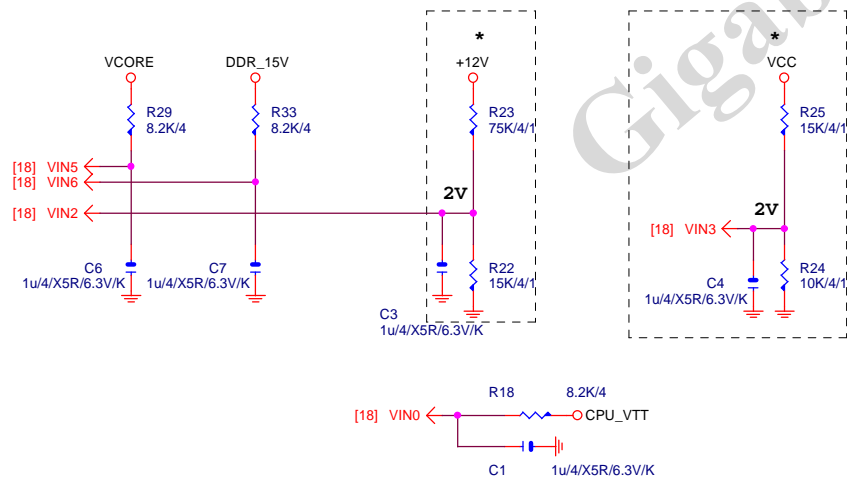 Gigab
*
*
VCORE
DDR_15V
+12V
VCC
R29
8.2K/4
R33
8.2K/4
R23
75K/4/1
R25
15K/4/1
[18] VIN5
[18] VIN6
[18] VIN2
2V
[18] VIN3
2V
C6
1u/4/X5R/6.3V/K
C7
1u/4/X5R/6.3V/K
R22
15K/4/1
C3
1u/4/X5R/6.3V/K
C4
1u/4/X5R/6.3V/K
R24
10K/4/1
R18
8.2K/4
[18] VIN0
CPU_VTT
C1
1u/4/X5R/6.3V/K